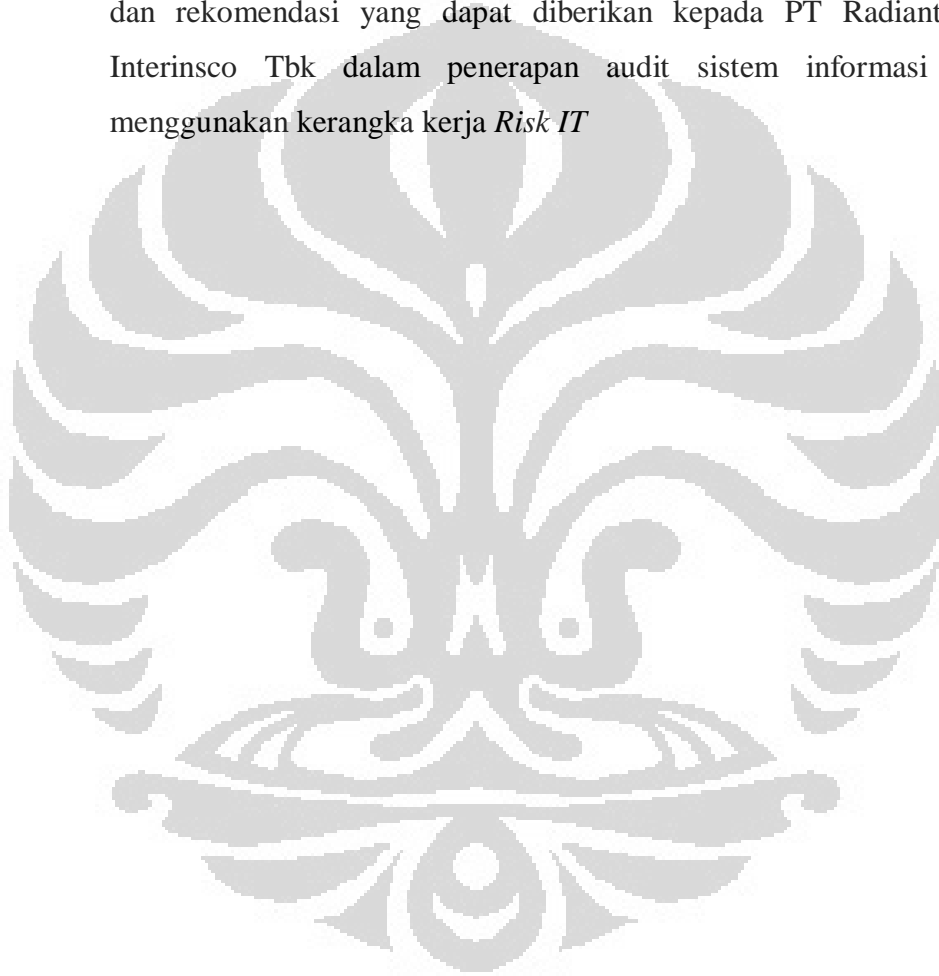 dan rekomendasi yang dapat diberikan kepada PT Radiant
Interinsco Tbk dalam penerapan audit sistem informasi
menggunakan kerangka kerja Risk IT